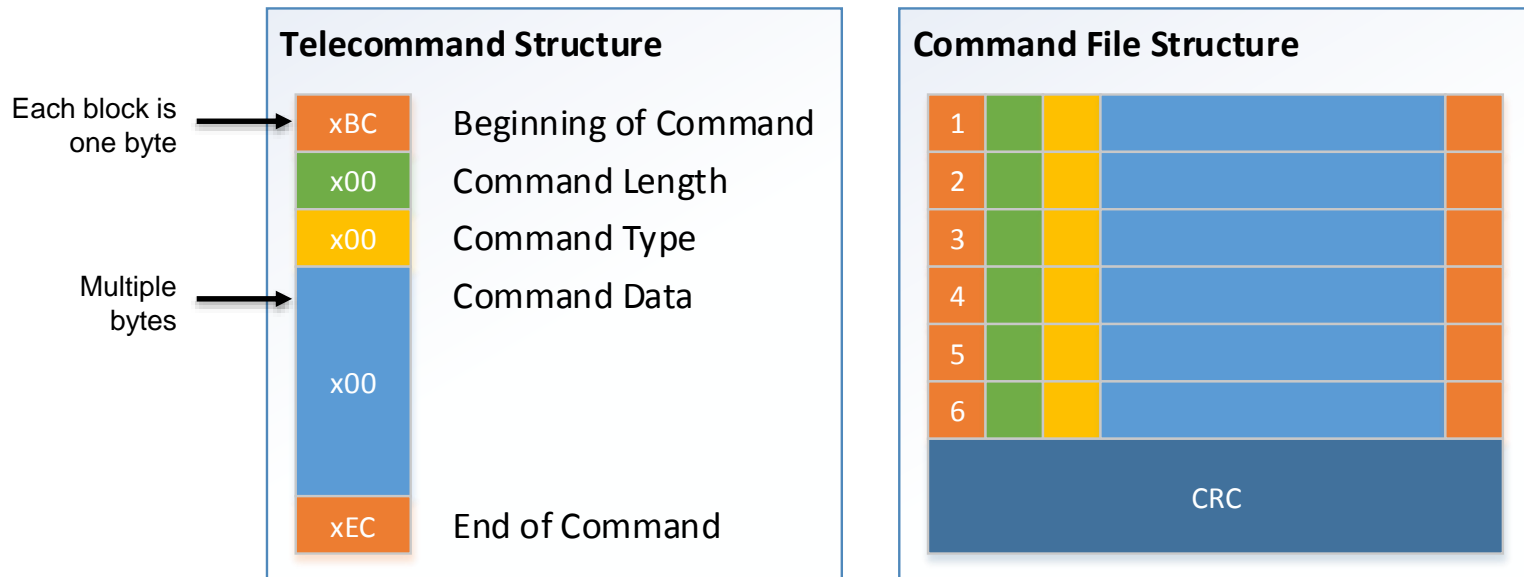 Telecommand Structure
Each block is
one byte
xBC
Beginning of Command
x00
Command Length
x00
Command Type
Multiple
bytes
Command Data
x00
xEC
End of Command
Command File Structure
1
2
3
4
5
6
CRC